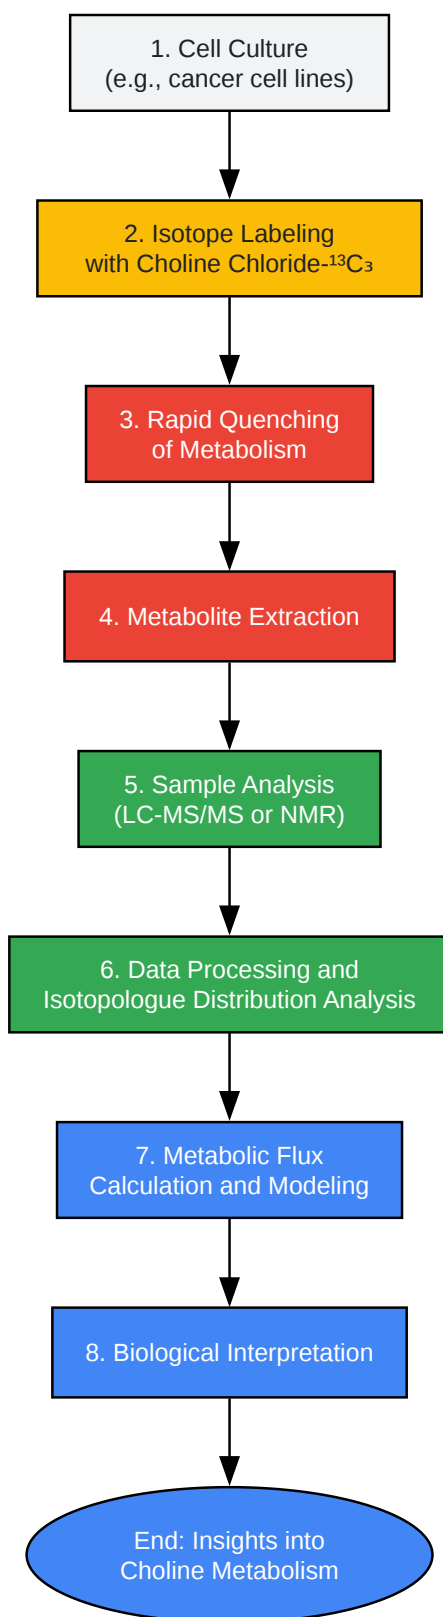 1. Cell Culture
(e.g., cancer cell lines)
2. Isotope Labeling
with Choline Chloride-¹³C₃
3. Rapid Quenching
of Metabolism
4. Metabolite Extraction
5. Sample Analysis
(LC-MS/MS or NMR)
6. Data Processing and
Isotopologue Distribution Analysis
7. Metabolic Flux
Calculation and Modeling
8. Biological Interpretation
End: Insights into
Choline Metabolism